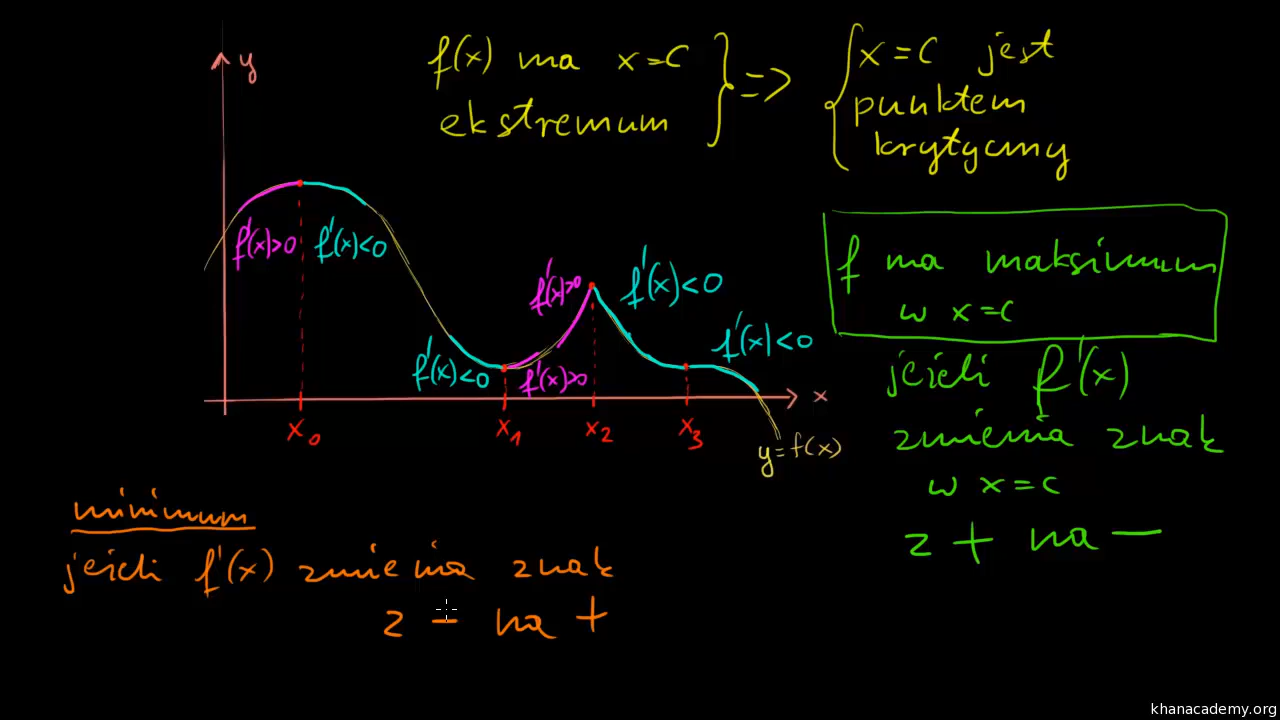 y
f(x) ma x=c
ekstremum
} => {
x=c jest
punktem
krytyczny
f'(x)>0
f'(x)<0
f'(x)<0
f'(x)>0
f'(x)>0
f'(x)<0
f'(x)<0
x
x₀
x₁
x₂
x₃
y=f(x)
f ma maksimum
w x=c
jeżeli f'(x)
zmienia znak
w x=c
z + na −
minimum
jeżeli f'(x) zmienia znak
z − na +
khanacademy.org